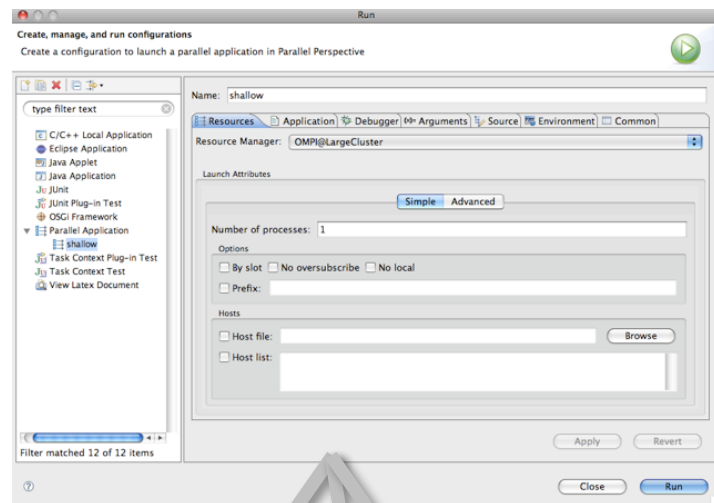 Run
Create, manage, and run configurations
Create a configuration to launch a parallel application in Parallel Perspective
type filter text
C/C++ Local Application
Eclipse Application
Java Applet
Java Application
JUnit
JUnit Plug-in Test
OSGi Framework
Parallel Application
shallow
Task Context Plug-in Test
Task Context Test
View Latex Document
Filter matched 12 of 12 items
Name: shallow
Resources Application Debugger Arguments Source Environment Common
Resource Manager: OMPI@LargeCluster
Launch Attributes
Simple Advanced
Number of processes: 1
Options
By slot No oversubscribe No local
Prefix:
Hosts
Host file: Browse
Host list:
Apply Revert
? Close Run